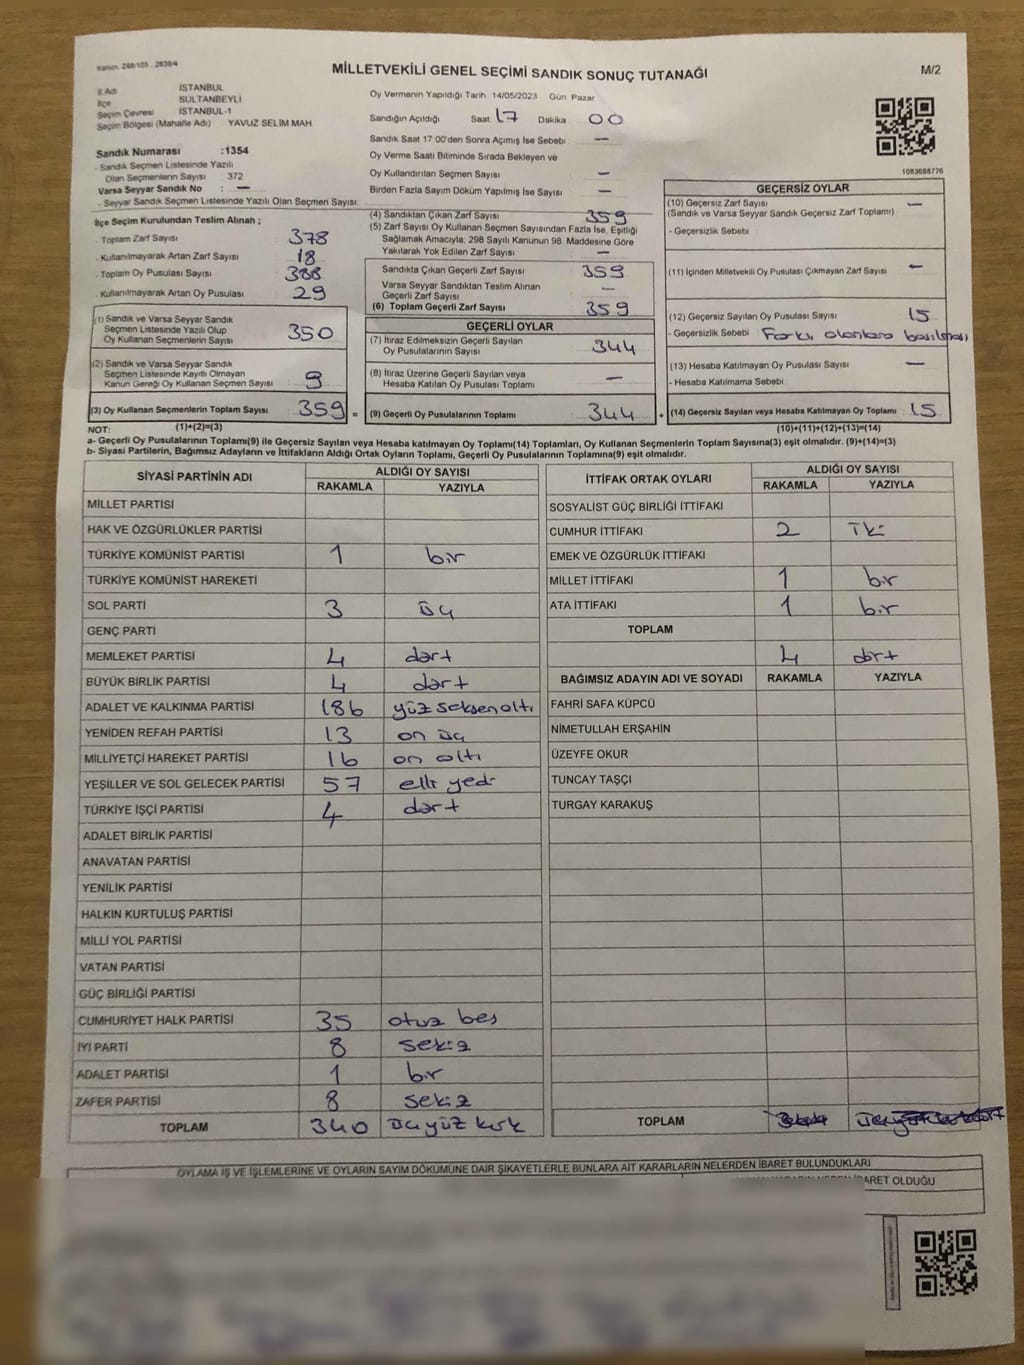 Kanun: 298/105 . 2839/4
MİLLETVEKİLİ GENEL SEÇİMİ SANDIK SONUÇ TUTANAĞI
M/2
İl Adı İSTANBUL
İlçe SULTANBEYLİ
Seçim Çevresi İSTANBUL-1
Seçim Bölgesi (Mahalle Adı) YAVUZ SELİM MAH
Sandık Numarası :1354
- Sandık Seçmen Listesinde Yazılı
Olan Seçmen Sayısı 372
Varsa Seyyar Sandık No : —
- Seyyar Sandık Seçmen Listesinde Yazılı Olan Seçmen Sayısı:
İlçe Seçim Kurulundan Teslim Alınan ;
- Toplam Zarf Sayısı 378
- Kullanılmayarak Artan Zarf Sayısı 18
- Toplam Oy Pusulası Sayısı 388
- Kullanılmayarak Artan Oy Pusulası 29
Oy Vermenin Yapıldığı Tarih 14/05/2023 Gün: Pazar
Sandığın Açıldığı Saat 17 Dakika 00
Sandık Saat 17:00'den Sonra Açımış İse Sebebi —
Oy Verme Saati Bitiminde Sırada Bekleyen ve
Oy Kullandırılan Seçmen Sayısı —
Birden Fazla Sayım Döküm Yapılmış İse Sayısı —
(4) Sandıktan Çıkan Zarf Sayısı 359
(5) Zarf Sayısı Oy Kullanan Seçmen Sayısından Fazla İse, Eşitliği
Sağlamak Amacıyla, 298 Sayılı Kanunun 98. Maddesine Göre
Yakılarak Yok Edilen Zarf Sayısı —
Sandıkta Çıkan Geçerli Zarf Sayısı 359
Varsa Seyyar Sandıktan Teslim Alınan
Geçerli Zarf Sayısı —
(6) Toplam Geçerli Zarf Sayısı 359
1083688776
GEÇERSİZ OYLAR
(10) Geçersiz Zarf Sayısı —
(Sandık ve Varsa Seyyar Sandık Geçersiz Zarf Toplamı)
- Geçersizlik Sebebi :
(11) İçinden Milletvekili Oy Pusulası Çıkmayan Zarf Sayısı —
(12) Geçersiz Sayılan Oy Pusulası Sayısı 15
- Geçersizlik Sebebi Farklı alanlara basılması
(13) Hesaba Katılmayan Oy Pusulası Sayısı —
- Hesaba Katılmama Sebebi
(14) Geçersiz Sayılan veya Hesaba Katılmayan Oy Toplamı 15
(10)+(11)+(12)+(13)=(14)
(1) Sandık ve Varsa Seyyar Sandık
Seçmen Listesinde Yazılı Olup
Oy Kullanan Seçmenlerin Sayısı 350
(2) Sandık ve Varsa Seyyar Sandık
Seçmen Listesinde Kayıtlı Olmayan
Kanun Gereği Oy Kullanan Seçmen Sayısı 9
(3) Oy Kullanan Seçmenlerin Toplam Sayısı 359 =
(1)+(2)=(3)
GEÇERLİ OYLAR
(7) İtiraz Edilmeksizin Geçerli Sayılan
Oy Pusulalarının Sayısı 344
(8) İtiraz Üzerine Geçerli Sayılan veya
Hesaba Katılan Oy Pusulası Toplamı —
(9) Geçerli Oy Pusulalarının Toplamı 344 +
NOT:
a- Geçerli Oy Pusulalarının Toplamı(9) ile Geçersiz Sayılan veya Hesaba katılmayan Oy Toplamı(14) Toplamları, Oy Kullanan Seçmenlerin Toplam Sayısına(3) eşit olmalıdır. (9)+(14)=(3)
b- Siyasi Partilerin, Bağımsız Adayların ve İttifakların Aldığı Ortak Oyların Toplamı, Geçerli Oy Pusulalarının Toplamına(9) eşit olmalıdır.
SİYASİ PARTİNİN ADI ALDIĞI OY SAYISI
RAKAMLA YAZIYLA
MİLLET PARTİSİ
HAK VE ÖZGÜRLÜKLER PARTİSİ
TÜRKİYE KOMÜNİST PARTİSİ 1 bir
TÜRKİYE KOMÜNİST HAREKETİ
SOL PARTİ 3 üç
GENÇ PARTİ
MEMLEKET PARTİSİ 4 dört
BÜYÜK BİRLİK PARTİSİ 4 dört
ADALET VE KALKINMA PARTİSİ 186 yüz seksen altı
YENİDEN REFAH PARTİSİ 13 on üç
MİLLİYETÇİ HAREKET PARTİSİ 16 on altı
YEŞİLLER VE SOL GELECEK PARTİSİ 57 elli yedi
TÜRKİYE İŞÇİ PARTİSİ 4 dört
ADALET BİRLİK PARTİSİ
ANAVATAN PARTİSİ
YENİLİK PARTİSİ
HALKIN KURTULUŞ PARTİSİ
MİLLİ YOL PARTİSİ
VATAN PARTİSİ
GÜÇ BİRLİĞİ PARTİSİ
CUMHURİYET HALK PARTİSİ 35 otuz beş
İYİ PARTİ 8 sekiz
ADALET PARTİSİ 1 bir
ZAFER PARTİSİ 8 sekiz
TOPLAM 340 üçyüz kırk
İTTİFAK ORTAK OYLARI ALDIĞI OY SAYISI
RAKAMLA YAZIYLA
SOSYALİST GÜÇ BİRLİĞİ İTTİFAKI
CUMHUR İTTİFAKI 2 İki
EMEK VE ÖZGÜRLÜK İTTİFAKI
MİLLET İTTİFAKI 1 bir
ATA İTTİFAKI 1 bir
TOPLAM
4 dört
BAĞIMSIZ ADAYIN ADI VE SOYADI RAKAMLA YAZIYLA
FAHRİ SAFA KÜPCÜ
NİMETULLAH ERŞAHİN
ÜZEYFE OKUR
TUNCAY TAŞÇI
TURGAY KARAKUŞ
TOPLAM
OYLAMA İŞ VE İŞLEMLERİNE VE OYLARIN SAYIM DÖKÜMÜNE DAİR ŞİKAYETLERLE BUNLARA AİT KARARLARIN NELERDEN İBARET BULUNDUKLARI
OLDUĞU